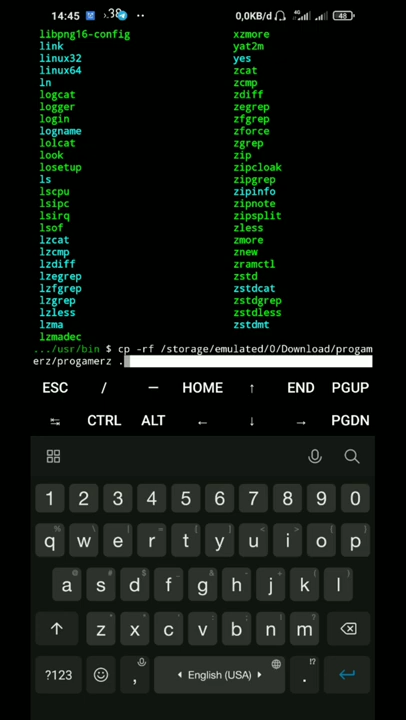 14:45 0,0KB/d 4G 48
libpng16-config xzmore
link yat2m
linux32 yes
linux64 zcat
ln zcmp
logcat zdiff
logger zegrep
login zfgrep
logname zforce
lolcat zgrep
look zip
losetup zipcloak
ls zipgrep
lscpu zipinfo
lsipc zipnote
lsirq zipsplit
lsof zless
lzcat zmore
lzcmp znew
lzdiff zramctl
lzegrep zstd
lzfgrep zstdcat
lzgrep zstdgrep
lzless zstdless
lzma zstdmt
lzmadec
.../usr/bin $ cp -rf /storage/emulated/0/Download/progam
erz/progamerz .
ESC / — HOME ↑ END PGUP
↹ CTRL ALT ← ↓ → PGDN
1 2 3 4 5 6 7 8 9 0
q w e r t y u i o p
a s d f g h j k l
z x c v b n m
?123 , English (USA) .